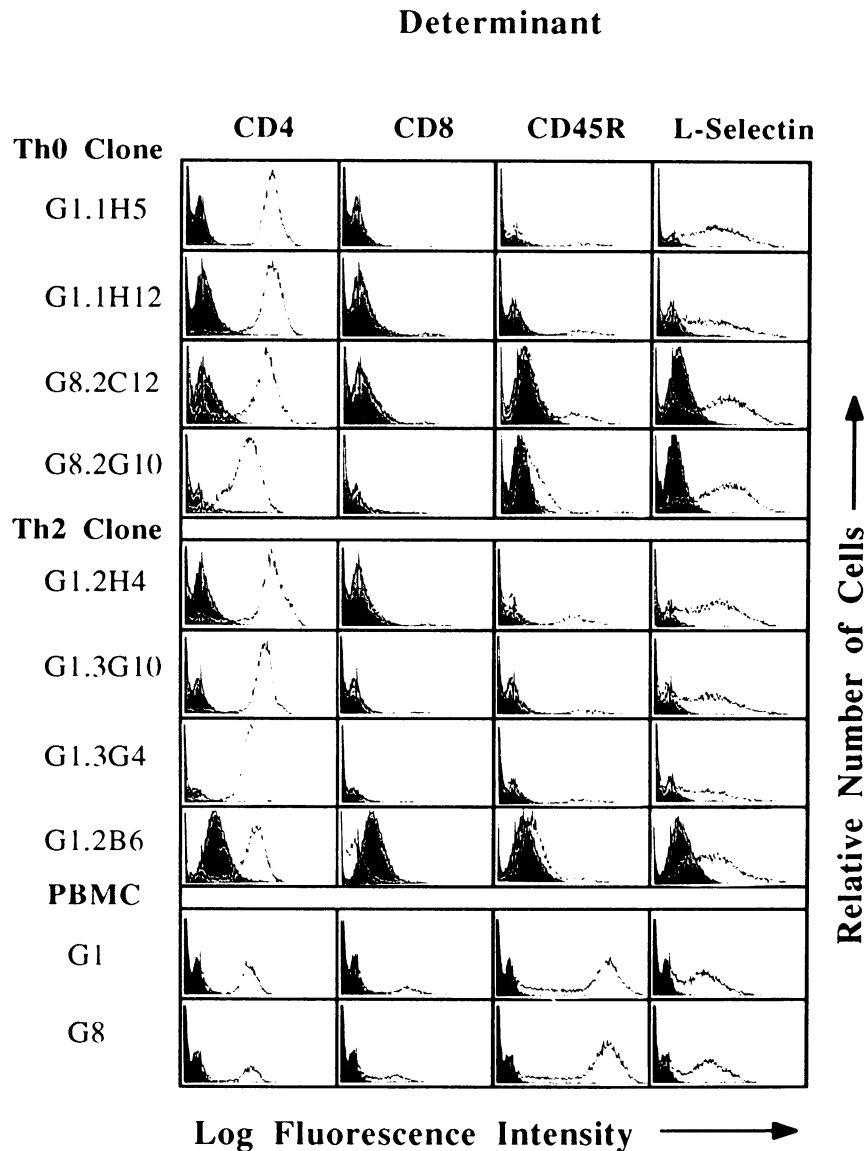 Determinant
CD4 CD8 CD45R L-Selectin
Th0 Clone
G1.1H5
G1.1H12
G8.2C12
G8.2G10
Th2 Clone
G1.2H4
G1.3G10
G1.3G4
G1.2B6
PBMC
G1
G8
Relative Number of Cells
Log Fluorescence Intensity